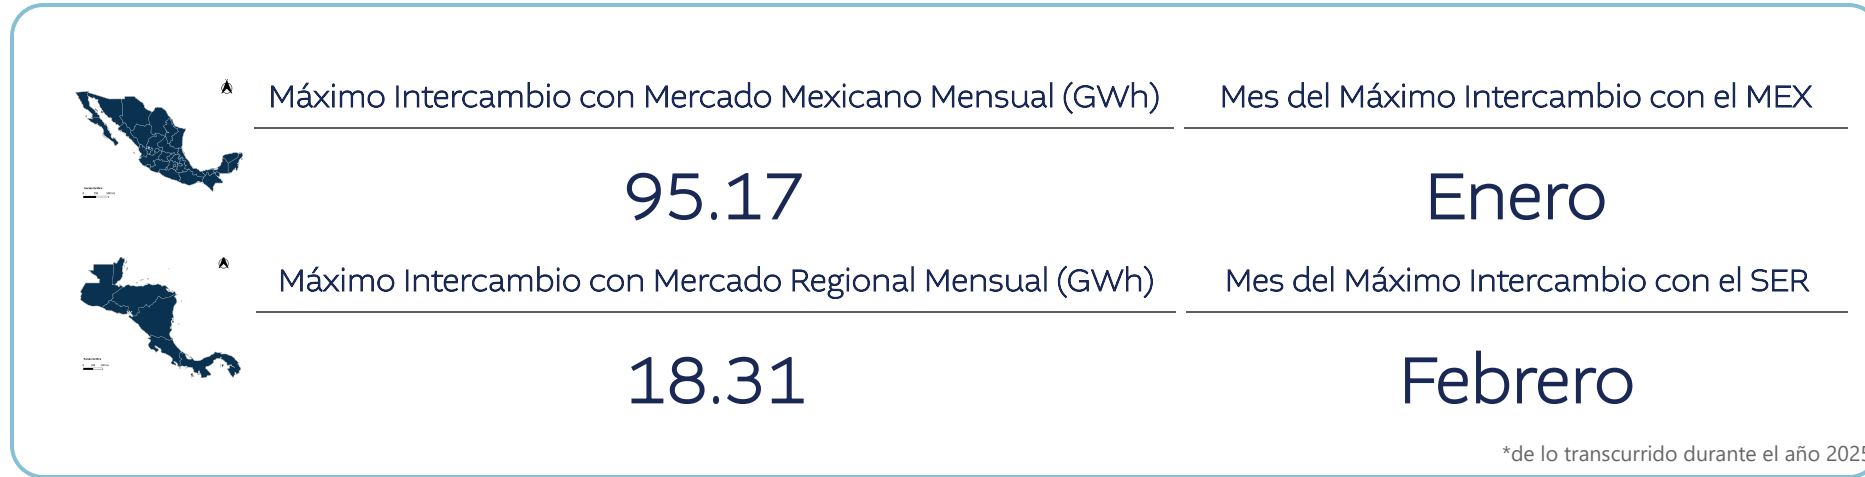 Máximo Intercambio con Mercado Mexicano Mensual (GWh)
Mes del Máximo Intercambio con el MEX
95.17
Enero
Máximo Intercambio con Mercado Regional Mensual (GWh)
Mes del Máximo Intercambio con el SER
18.31
Febrero
*de lo transcurrido durante el año 2025